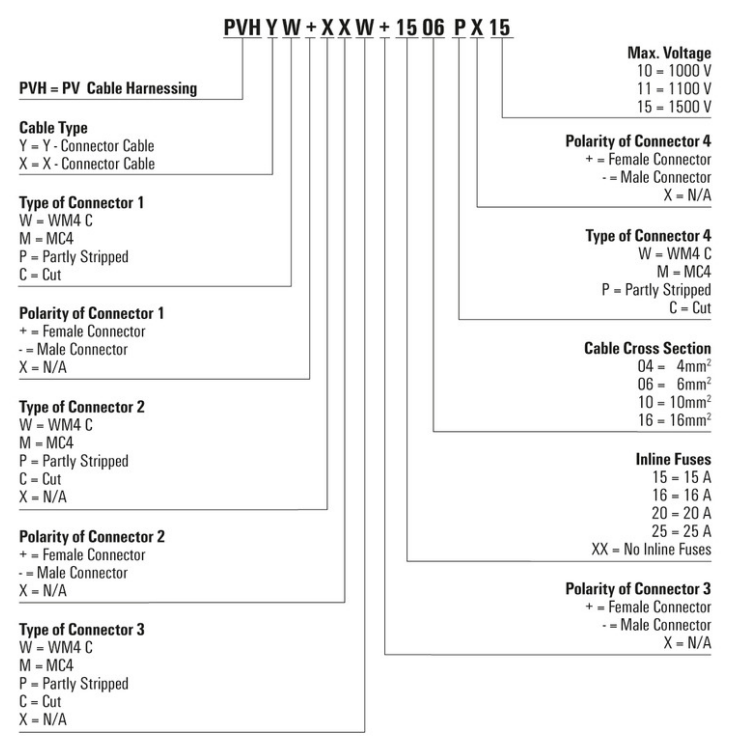 PVH Y W + X X W + 15 06 P X 15
PVH = PV Cable Harnessing
Cable Type
Y = Y - Connector Cable
X = X - Connector Cable
Type of Connector 1
W = WM4 C
M = MC4
P = Partly Stripped
C = Cut
Polarity of Connector 1
+ = Female Connector
- = Male Connector
X = N/A
Type of Connector 2
W = WM4 C
M = MC4
P = Partly Stripped
C = Cut
X = N/A
Polarity of Connector 2
+ = Female Connector
- = Male Connector
X = N/A
Type of Connector 3
W = WM4 C
M = MC4
P = Partly Stripped
C = Cut
X = N/A
Max. Voltage
10 = 1000 V
11 = 1100 V
15 = 1500 V
Polarity of Connector 4
+ = Female Connector
- = Male Connector
X = N/A
Type of Connector 4
W = WM4 C
M = MC4
P = Partly Stripped
C = Cut
Cable Cross Section
04 = 4mm²
06 = 6mm²
10 = 10mm²
16 = 16mm²
Inline Fuses
15 = 15 A
16 = 16 A
20 = 20 A
25 = 25 A
XX = No Inline Fuses
Polarity of Connector 3
+ = Female Connector
- = Male Connector
X = N/A